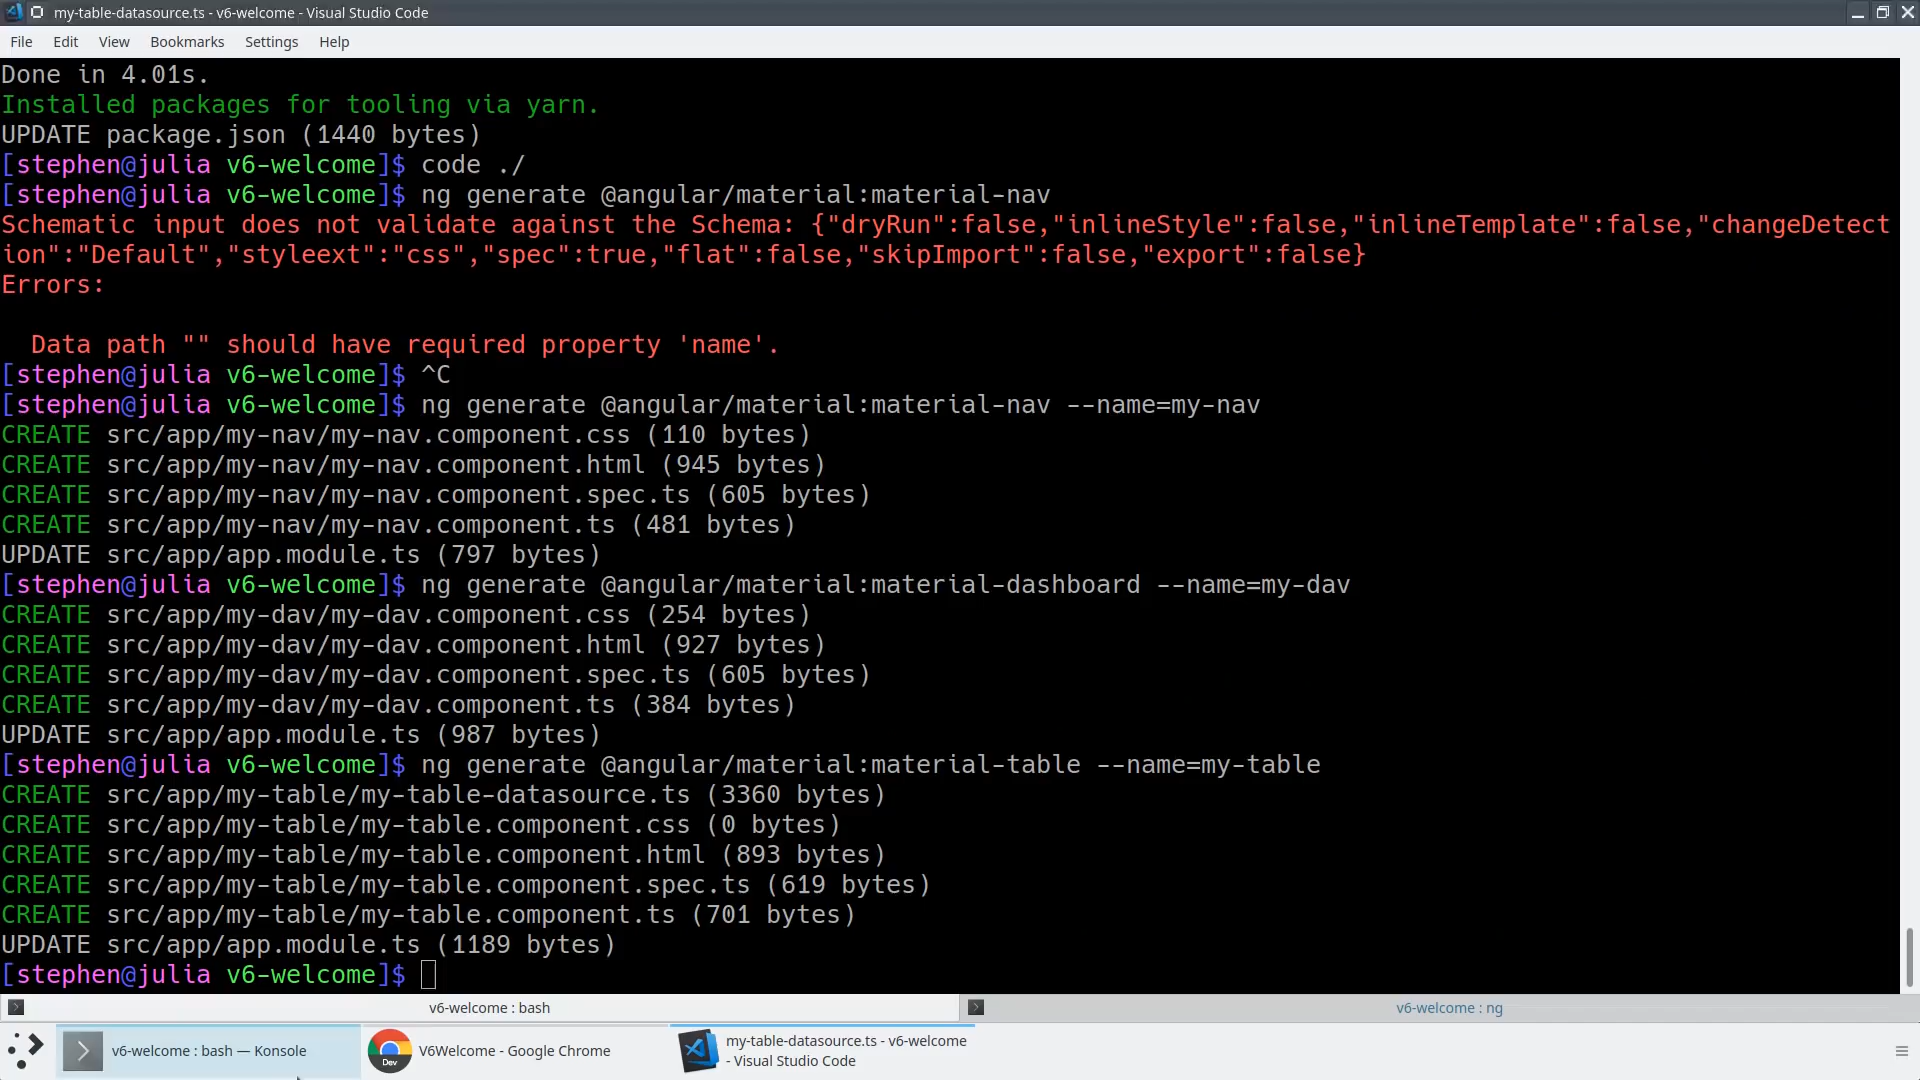 my-table-datasource.ts - v6-welcome - Visual Studio Code
File Edit View Bookmarks Settings Help
Done in 4.01s.
Installed packages for tooling via yarn.
UPDATE package.json (1440 bytes)
[stephen@julia v6-welcome]$ code ./
[stephen@julia v6-welcome]$ ng generate @angular/material:material-nav
Schematic input does not validate against the Schema: {"dryRun":false,"inlineStyle":false,"inlineTemplate":false,"changeDetect
ion":"Default","styleext":"css","spec":true,"flat":false,"skipImport":false,"export":false}
Errors:
Data path "" should have required property 'name'.
[stephen@julia v6-welcome]$ ^C
[stephen@julia v6-welcome]$ ng generate @angular/material:material-nav --name=my-nav
CREATE src/app/my-nav/my-nav.component.css (110 bytes)
CREATE src/app/my-nav/my-nav.component.html (945 bytes)
CREATE src/app/my-nav/my-nav.component.spec.ts (605 bytes)
CREATE src/app/my-nav/my-nav.component.ts (481 bytes)
UPDATE src/app/app.module.ts (797 bytes)
[stephen@julia v6-welcome]$ ng generate @angular/material:material-dashboard --name=my-dav
CREATE src/app/my-dav/my-dav.component.css (254 bytes)
CREATE src/app/my-dav/my-dav.component.html (927 bytes)
CREATE src/app/my-dav/my-dav.component.spec.ts (605 bytes)
CREATE src/app/my-dav/my-dav.component.ts (384 bytes)
UPDATE src/app/app.module.ts (987 bytes)
[stephen@julia v6-welcome]$ ng generate @angular/material:material-table --name=my-table
CREATE src/app/my-table/my-table-datasource.ts (3360 bytes)
CREATE src/app/my-table/my-table.component.css (0 bytes)
CREATE src/app/my-table/my-table.component.html (893 bytes)
CREATE src/app/my-table/my-table.component.spec.ts (619 bytes)
CREATE src/app/my-table/my-table.component.ts (701 bytes)
UPDATE src/app/app.module.ts (1189 bytes)
[stephen@julia v6-welcome]$
v6-welcome : bash
v6-welcome : ng
v6-welcome : bash — Konsole
Dev
V6Welcome - Google Chrome
my-table-datasource.ts - v6-welcome
- Visual Studio Code